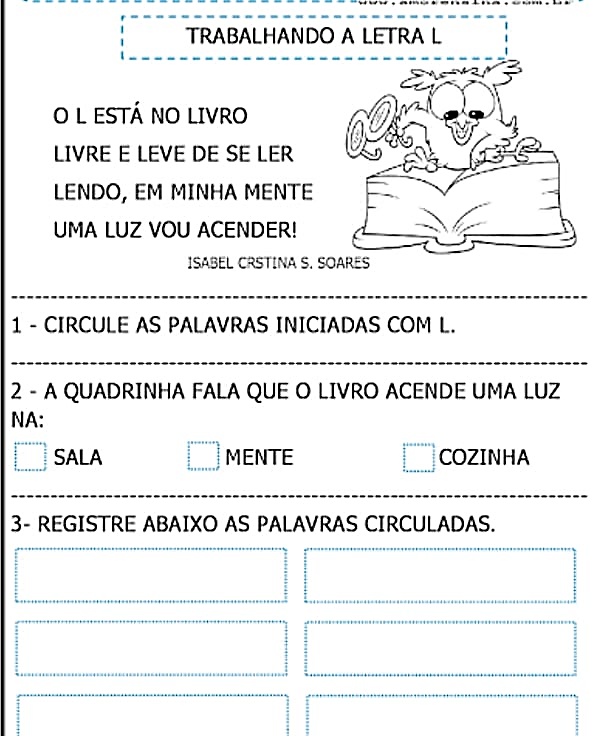 TRABALHANDO A LETRA L
O L ESTÁ NO LIVRO
LIVRE E LEVE DE SE LER
LENDO, EM MINHA MENTE
UMA LUZ VOU ACENDER!
ISABEL CRSTINA S. SOARES
1 - CIRCULE AS PALAVRAS INICIADAS COM L.
2 - A QUADRINHA FALA QUE O LIVRO ACENDE UMA LUZ
NA:
SALA MENTE COZINHA
3- REGISTRE ABAIXO AS PALAVRAS CIRCULADAS.